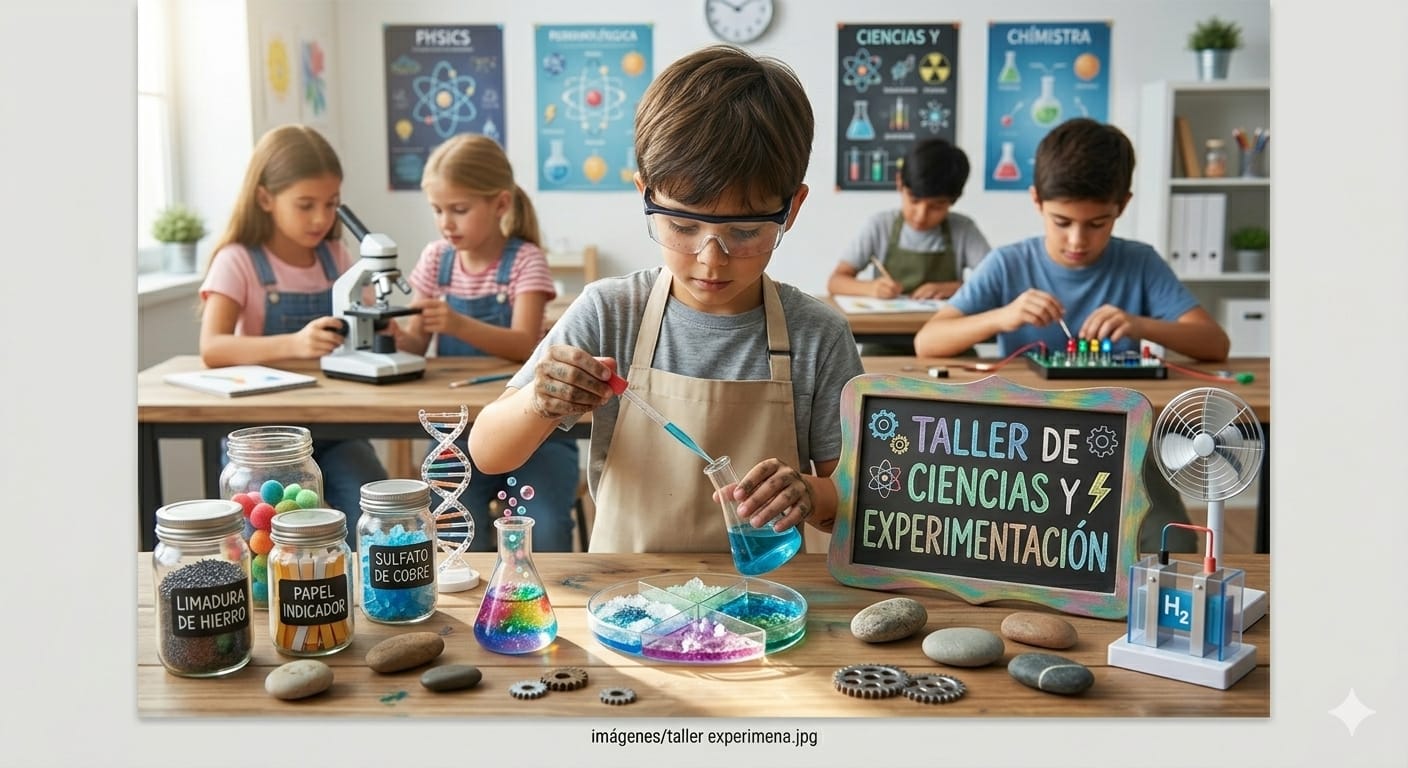 PHYSICS
CIENCIAS Y
CHÍMISTRA
TALLER DE
CIENCIAS Y
EXPERIMENTACIÓN
SULFATO
DE COBRE
LIMADURA
DE HIERRO
PAPEL
INDICADOR
H₂
imágenes/taller experimena.jpg